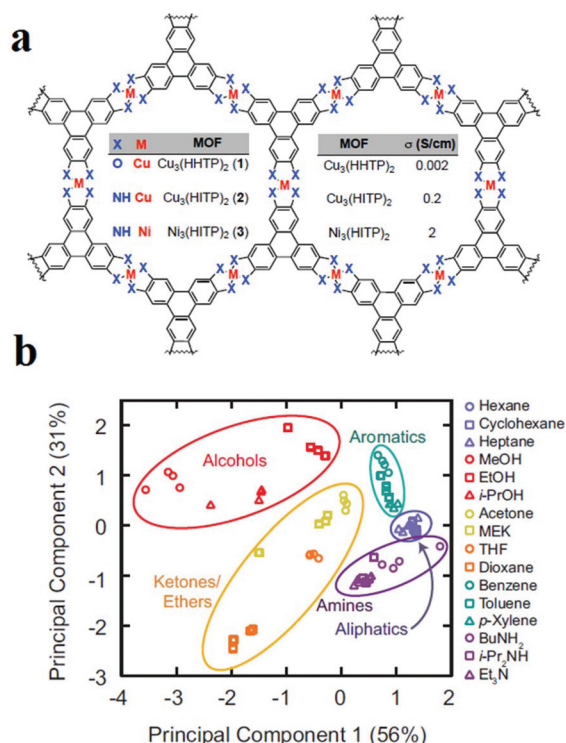 a
X M MOF
O Cu Cu₃(HHTP)₂ (1)
NH Cu Cu₃(HITP)₂ (2)
NH Ni Ni₃(HITP)₂ (3)
MOF σ (S/cm)
Cu₃(HHTP)₂ 0.002
Cu₃(HITP)₂ 0.2
Ni₃(HITP)₂ 2
X X M X X
X X M X X
X X M X X
X X M X X
X X M X X
X X M X X
X X M X X
X X M X X
X X M X X
X X M X X
X X M X X
b
Principal Component 2 (31%)
2
1
0
-1
-2
-3
Alcohols
Aromatics
Ketones/
Ethers
Amines
Aliphatics
-4 -3 -2 -1 0 1 2
Principal Component 1 (56%)
Hexane
Cyclohexane
Heptane
MeOH
EtOH
i-PrOH
Acetone
MEK
THF
Dioxane
Benzene
Toluene
p-Xylene
BuNH₂
i-Pr₂NH
Et₃N